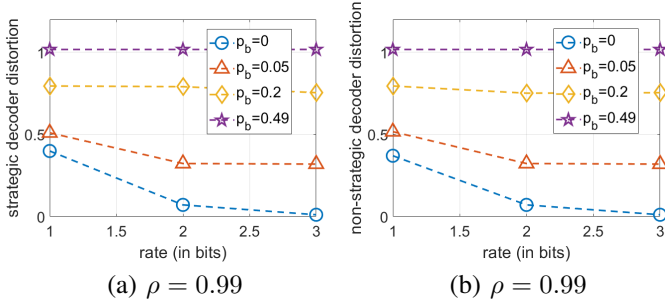 strategic decoder distortion
1
0.5
0
p_b=0
p_b=0.05
p_b=0.2
p_b=0.49
1 1.5 2 2.5 3
rate (in bits)
(a) ρ = 0.99
non-strategic decoder distortion
1
0.5
0
p_b=0
p_b=0.05
p_b=0.2
p_b=0.49
1 1.5 2 2.5 3
rate (in bits)
(b) ρ = 0.99